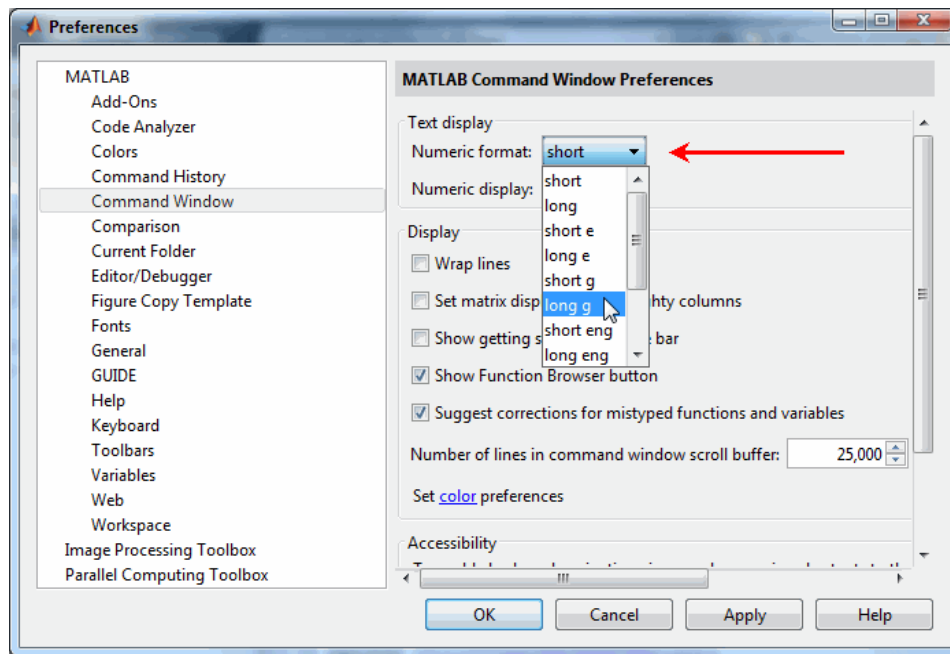 Preferences
MATLAB
Add-Ons
Code Analyzer
Colors
Command History
Command Window
Comparison
Current Folder
Editor/Debugger
Figure Copy Template
Fonts
General
GUIDE
Help
Keyboard
Toolbars
Variables
Web
Workspace
Image Processing Toolbox
Parallel Computing Toolbox
MATLAB Command Window Preferences
Text display
Numeric format: short
short
long
short e
long e
short g
long g
short eng
long eng
Numeric display:
Display
Wrap lines
Set matrix columns
Show getting bar
Show Function Browser button
Suggest corrections for mistyped functions and variables
Number of lines in command window scroll buffer: 25,000
Set color preferences
Accessibility
OK Cancel Apply Help